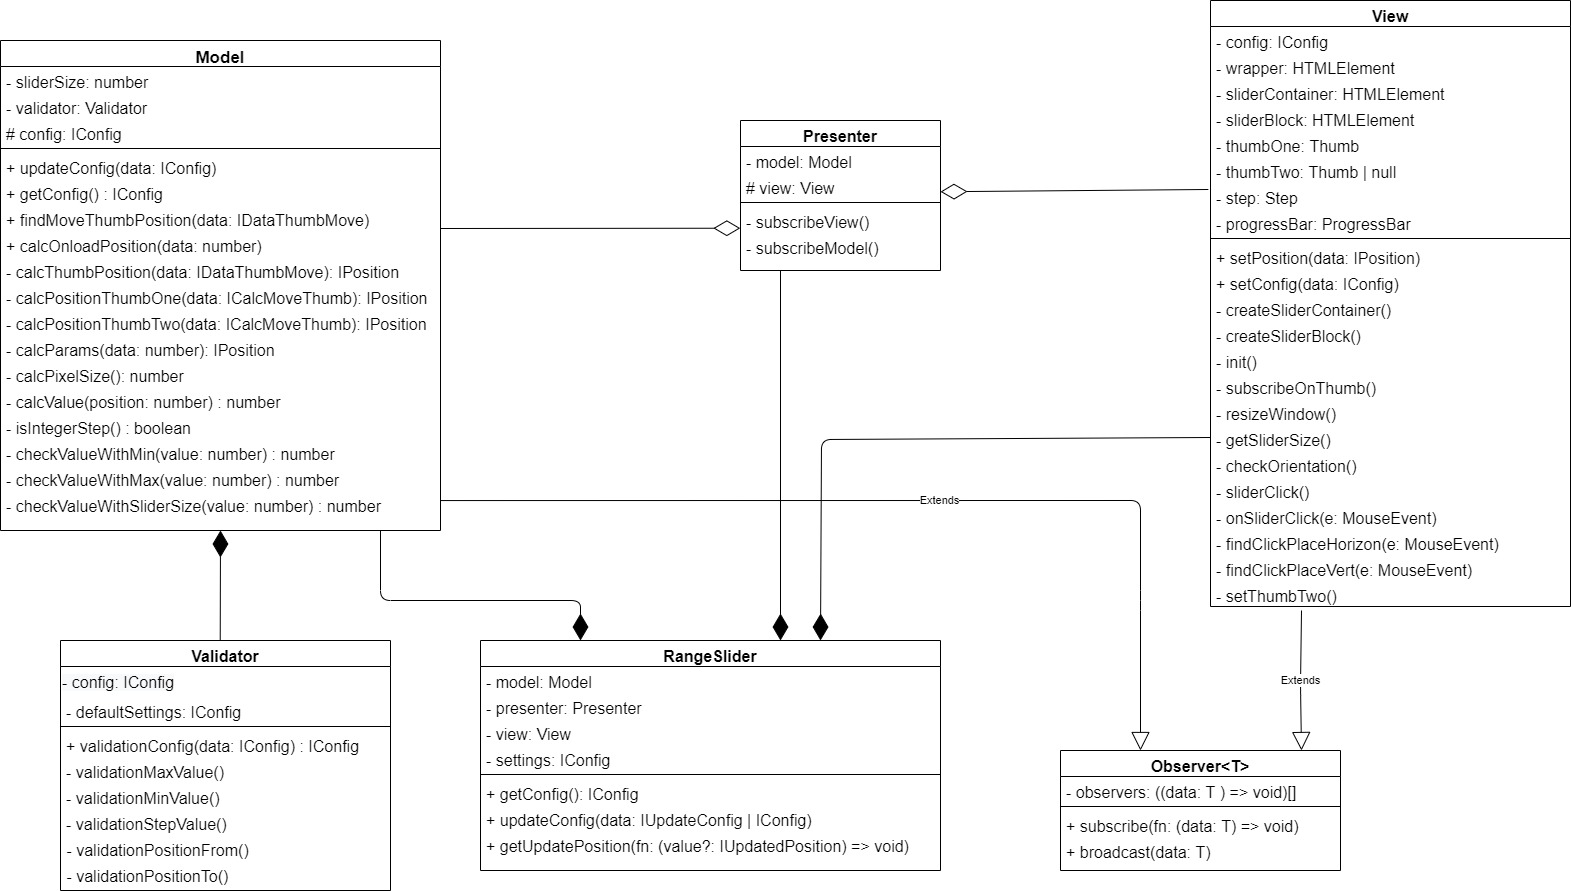 Model
- sliderSize: number
- validator: Validator
# config: IConfig
+ updateConfig(data: IConfig)
+ getConfig() : IConfig
+ findMoveThumbPosition(data: IDataThumbMove)
+ calcOnloadPosition(data: number)
- calcThumbPosition(data: IDataThumbMove): IPosition
- calcPositionThumbOne(data: ICalcMoveThumb): IPosition
- calcPositionThumbTwo(data: ICalcMoveThumb): IPosition
- calcParams(data: number): IPosition
- calcPixelSize(): number
- calcValue(position: number) : number
- isIntegerStep() : boolean
- checkValueWithMin(value: number) : number
- checkValueWithMax(value: number) : number
- checkValueWithSliderSize(value: number) : number
Presenter
- model: Model
# view: View
- subscribeView()
- subscribeModel()
View
- config: IConfig
- wrapper: HTMLElement
- sliderContainer: HTMLElement
- sliderBlock: HTMLElement
- thumbOne: Thumb
- thumbTwo: Thumb | null
- step: Step
- progressBar: ProgressBar
+ setPosition(data: IPosition)
+ setConfig(data: IConfig)
- createSliderContainer()
- createSliderBlock()
- init()
- subscribeOnThumb()
- resizeWindow()
- getSliderSize()
- checkOrientation()
- sliderClick()
- onSliderClick(e: MouseEvent)
- findClickPlaceHorizon(e: MouseEvent)
- findClickPlaceVert(e: MouseEvent)
- setThumbTwo()
Extends
Extends
Validator
- config: IConfig
- defaultSettings: IConfig
+ validationConfig(data: IConfig) : IConfig
- validationMaxValue()
- validationMinValue()
- validationStepValue()
- validationPositionFrom()
- validationPositionTo()
RangeSlider
- model: Model
- presenter: Presenter
- view: View
- settings: IConfig
+ getConfig(): IConfig
+ updateConfig(data: IUpdateConfig | IConfig)
+ getUpdatePosition(fn: (value?: IUpdatedPosition) => void)
Observer<T>
- observers: ((data: T ) => void)[]
+ subscribe(fn: (data: T) => void)
+ broadcast(data: T)